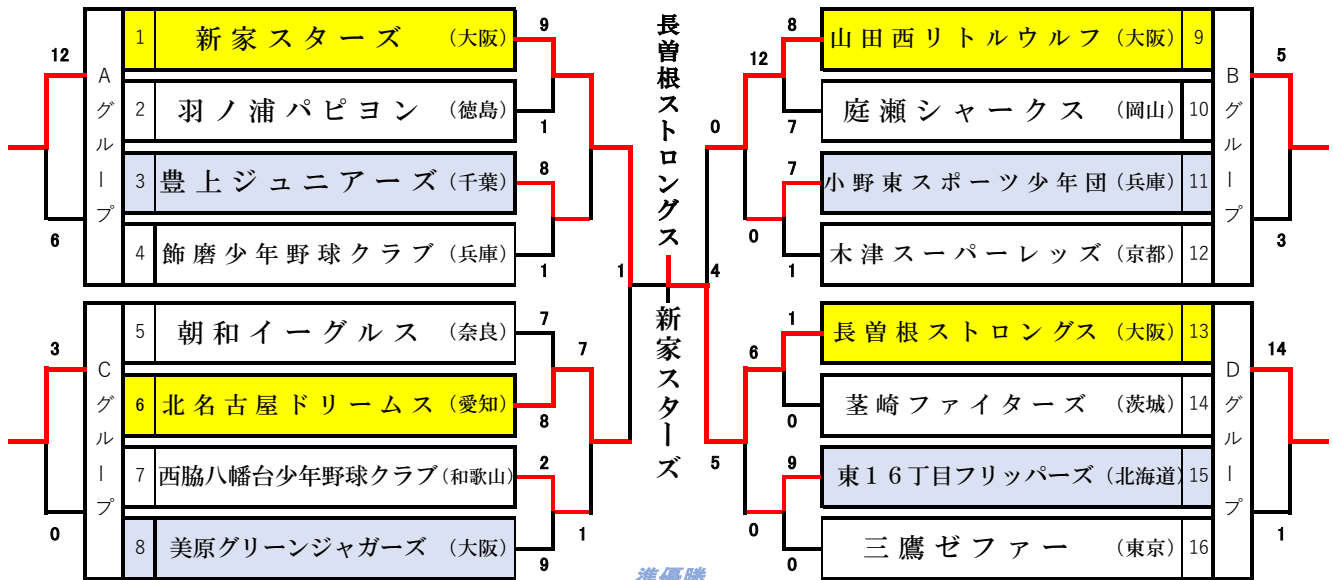 12
6
Aグループ
1 新家スターズ (大阪) 9
2 羽ノ浦パピヨン (徳島) 1
3 豊上ジュニアーズ (千葉) 8
4 飾磨少年野球クラブ (兵庫) 1
3
0
Cグループ
5 朝和イーグルス (奈良) 7
6 北名古屋ドリームス (愛知) 8
7 西脇八幡台少年野球クラブ (和歌山) 2
8 美原グリーンジャガーズ (大阪) 9
7
1
1
長曽根ストロングス
新家スターズ
4
0
5
12
0
8 山田西リトルウルフ (大阪) 9
7 庭瀬シャークス (岡山) 10
7 小野東スポーツ少年団 (兵庫) 11
1 木津スーパーレッズ (京都) 12
Bグループ
5
3
6
0
1 長曽根ストロングス (大阪) 13
0 茎崎ファイターズ (茨城) 14
9 東16丁目フリッパーズ (北海道) 15
0 三鷹ゼファー (東京) 16
Dグループ
14
1
準優勝